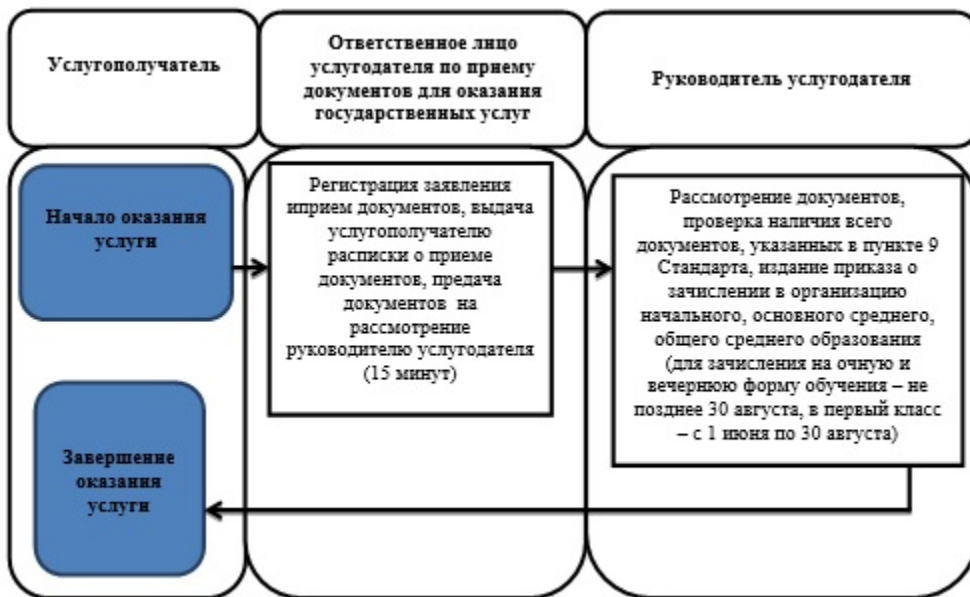 Услугополучатель
Ответственное лицо
услугодателя по приему
документов для оказания
государственных услуг
Руководитель услугодателя
Начало оказания
услуги
Регистрация заявления
иприем документов, выдача
услугополучателю
расписки о приеме
документов, предача
документов на
рассмотрение
руководителю услугодателя
(15 минут)
Рассмотрение документов,
проверка наличия всего
документов, указанных в пункте 9
Стандарта, издание приказа о
зачислении в организацию
начального, основного среднего,
общего среднего образования
(для зачисления на очную и
вечернюю форму обучения – не
позднее 30 августа, в первый класс
– с 1 июня по 30 августа)
Завершение
оказания
услуги